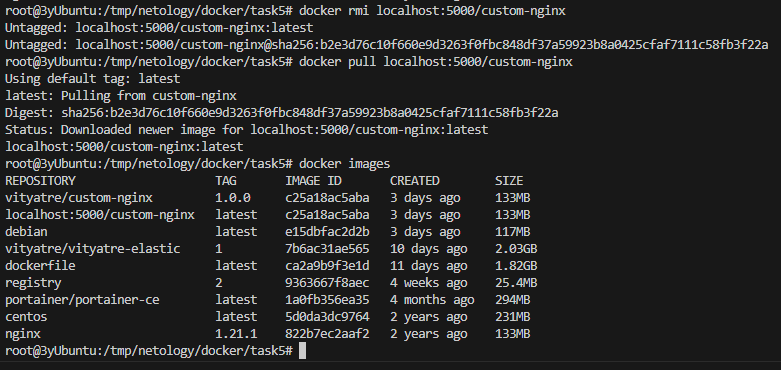 root@3yUbuntu:/tmp/netology/docker/task5# docker rmi localhost:5000/custom-nginx
Untagged: localhost:5000/custom-nginx:latest
Untagged: localhost:5000/custom-nginx@sha256:b2e3d76c10f660e9d3263f0fbc848df37a59923b8a0425cfaf7111c58fb3f22a
root@3yUbuntu:/tmp/netology/docker/task5# docker pull localhost:5000/custom-nginx
Using default tag: latest
latest: Pulling from custom-nginx
Digest: sha256:b2e3d76c10f660e9d3263f0fbc848df37a59923b8a0425cfaf7111c58fb3f22a
Status: Downloaded newer image for localhost:5000/custom-nginx:latest
localhost:5000/custom-nginx:latest
root@3yUbuntu:/tmp/netology/docker/task5# docker images
REPOSITORY                    TAG       IMAGE ID       CREATED        SIZE
vityatre/custom-nginx         1.0.0     c25a18ac5aba   3 days ago     133MB
localhost:5000/custom-nginx   latest    c25a18ac5aba   3 days ago     133MB
debian                        latest    e15dbfac2d2b   3 days ago     117MB
vityatre/vityatre-elastic     1         7b6ac31ae565   10 days ago    2.03GB
dockerfile                    latest    ca2a9b9f3e1d   11 days ago    1.82GB
registry                      2         9363667f8aec   4 weeks ago    25.4MB
portainer/portainer-ce        latest    1a0fb356ea35   4 months ago   294MB
centos                        latest    5d0da3dc9764   2 years ago    231MB
nginx                         1.21.1    822b7ec2aaf2   2 years ago    133MB
root@3yUbuntu:/tmp/netology/docker/task5#